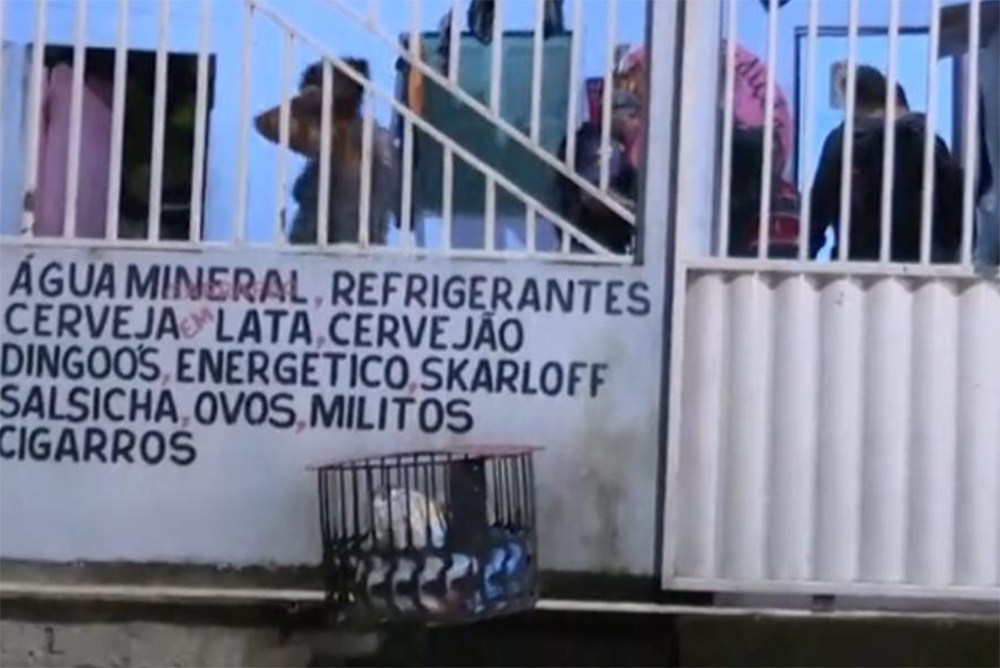 ÁGUA MINERAL, REFRIGERANTES
CERVEJA EM LATA, CERVEJÃO
DINGOO'S, ENERGETICO, SKARLOFF
SALSICHA, OVOS, MILITOS
CIGARROS